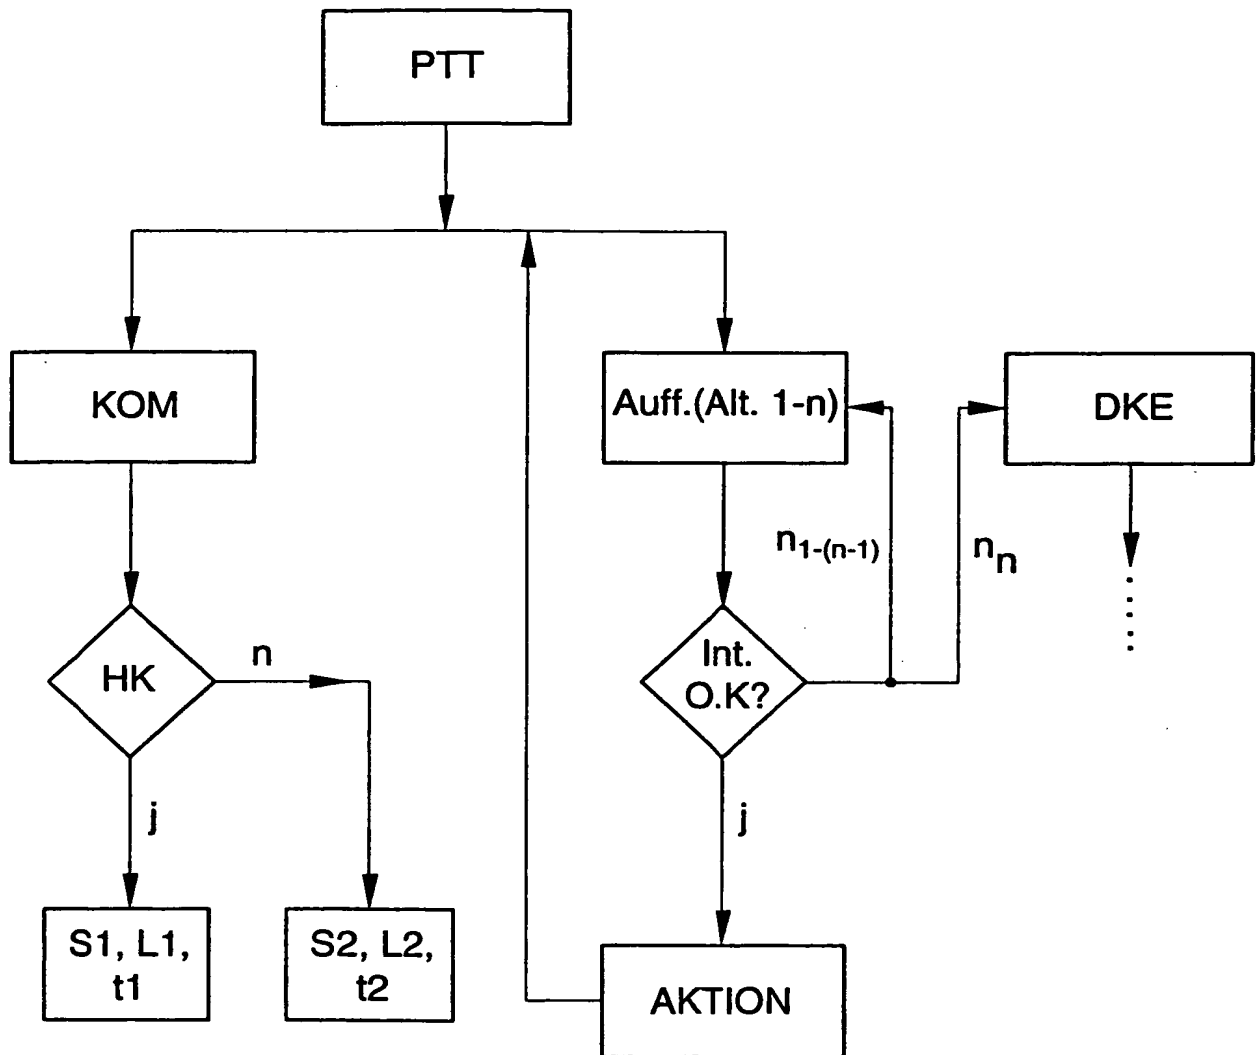 PTT
KOM
Auff.(Alt. 1-n)
DKE
n1-(n-1)
nn
HK
n
Int.
O.K?
j
j
S1, L1,
t1
S2, L2,
t2
AKTION